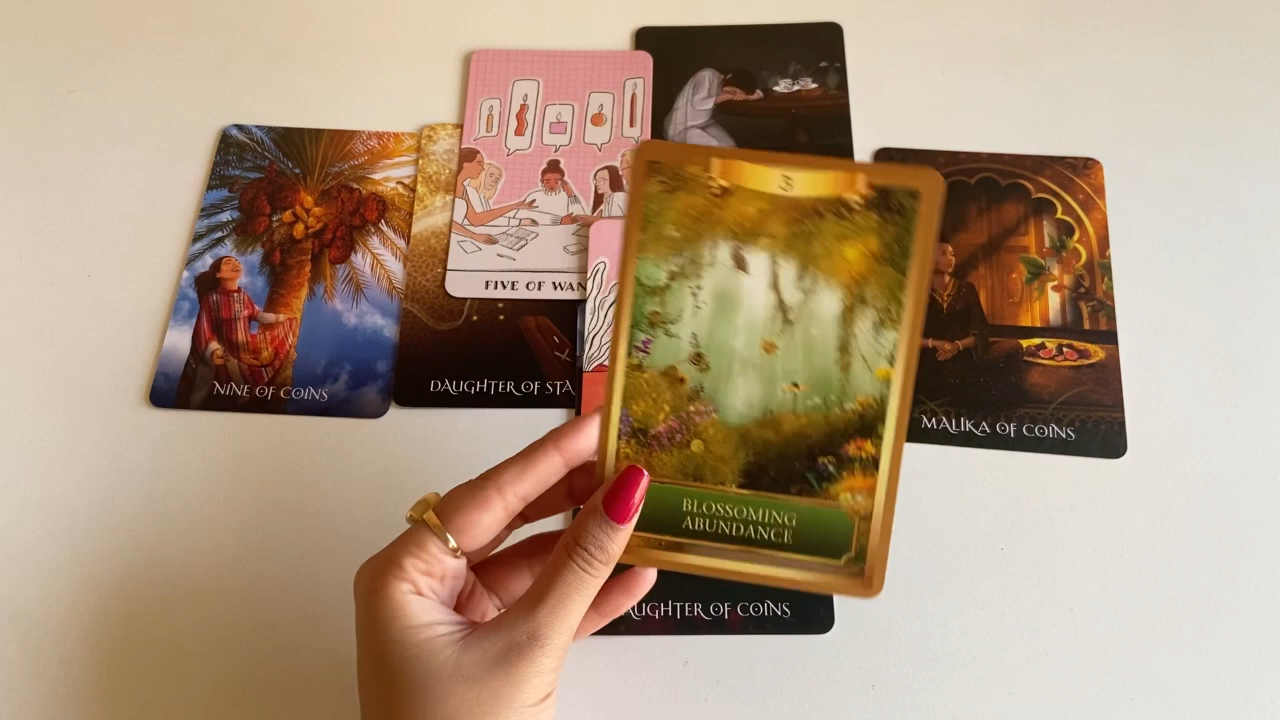 FIVE OF WAN
NINE OF COINS
DAUGHTER OF STA
MALIKA OF COINS
BLOSSOMING
ABUNDANCE
AUGHTER OF COINS